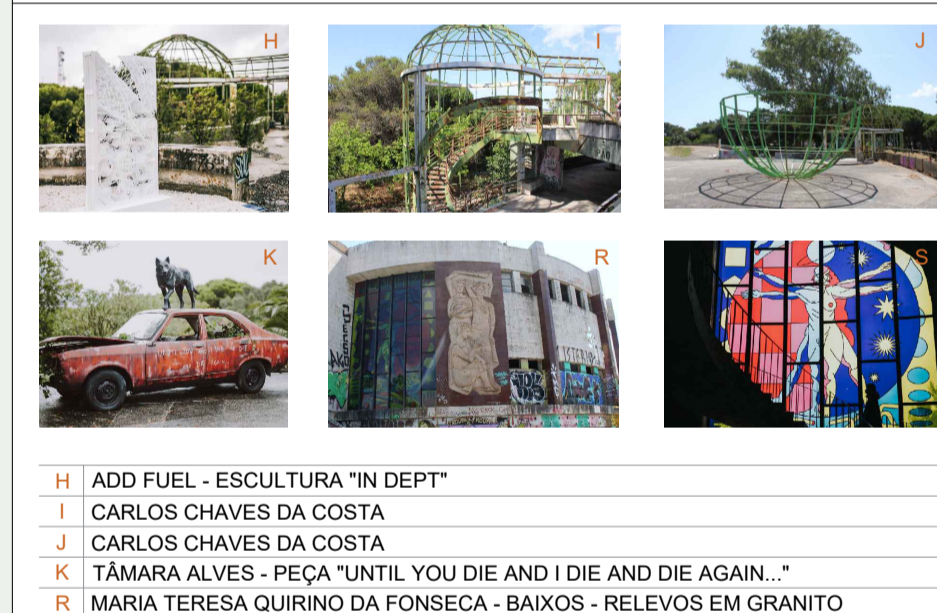 H
I
J
K
R
S
H ADD FUEL - ESCULTURA "IN DEPT"
I CARLOS CHAVES DA COSTA
J CARLOS CHAVES DA COSTA
K TÂMARA ALVES - PEÇA "UNTIL YOU DIE AND I DIE AND DIE AGAIN..."
R MARIA TERESA QUIRINO DA FONSECA - BAIXOS - RELEVOS EM GRANITO